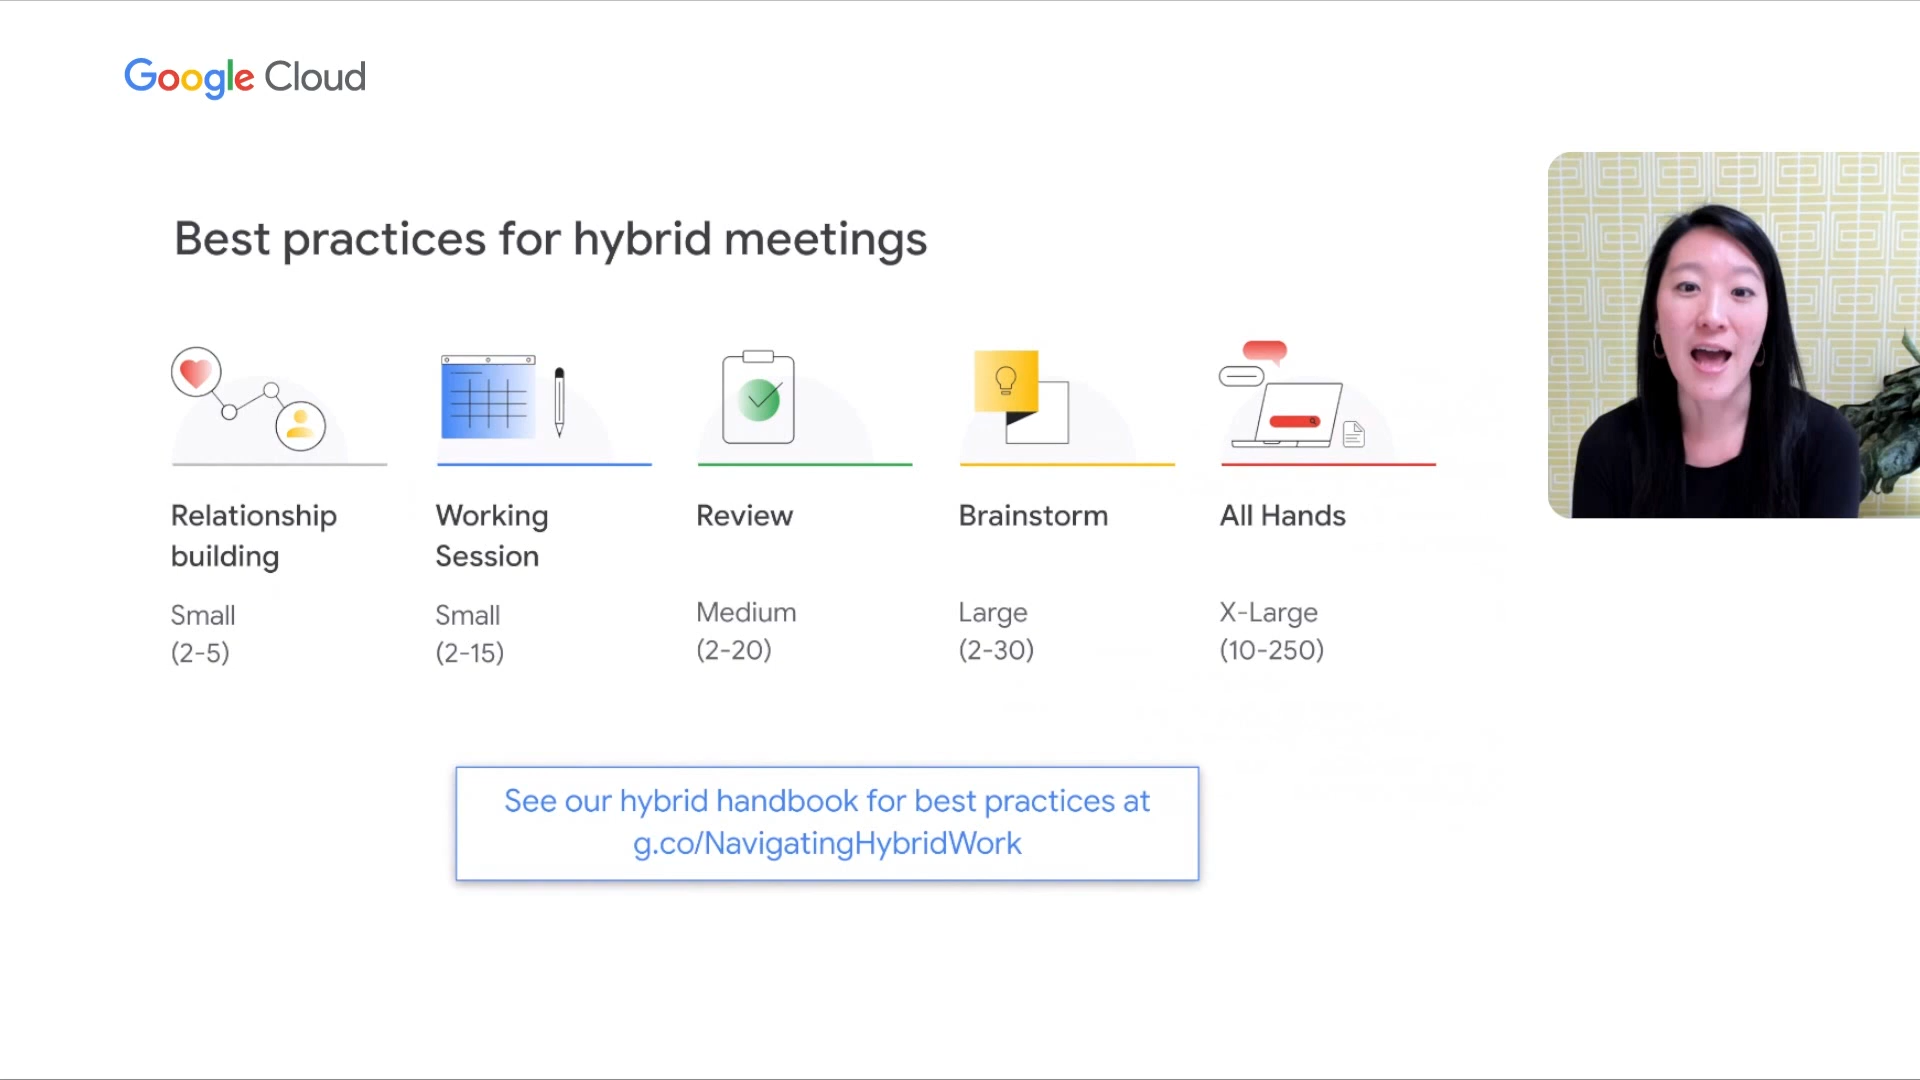 Google Cloud
Best practices for hybrid meetings
Relationship
building
Small
(2-5)
Working
Session
Small
(2-15)
Review
Medium
(2-20)
Brainstorm
Large
(2-30)
All Hands
X-Large
(10-250)
See our hybrid handbook for best practices at
g.co/NavigatingHybridWork